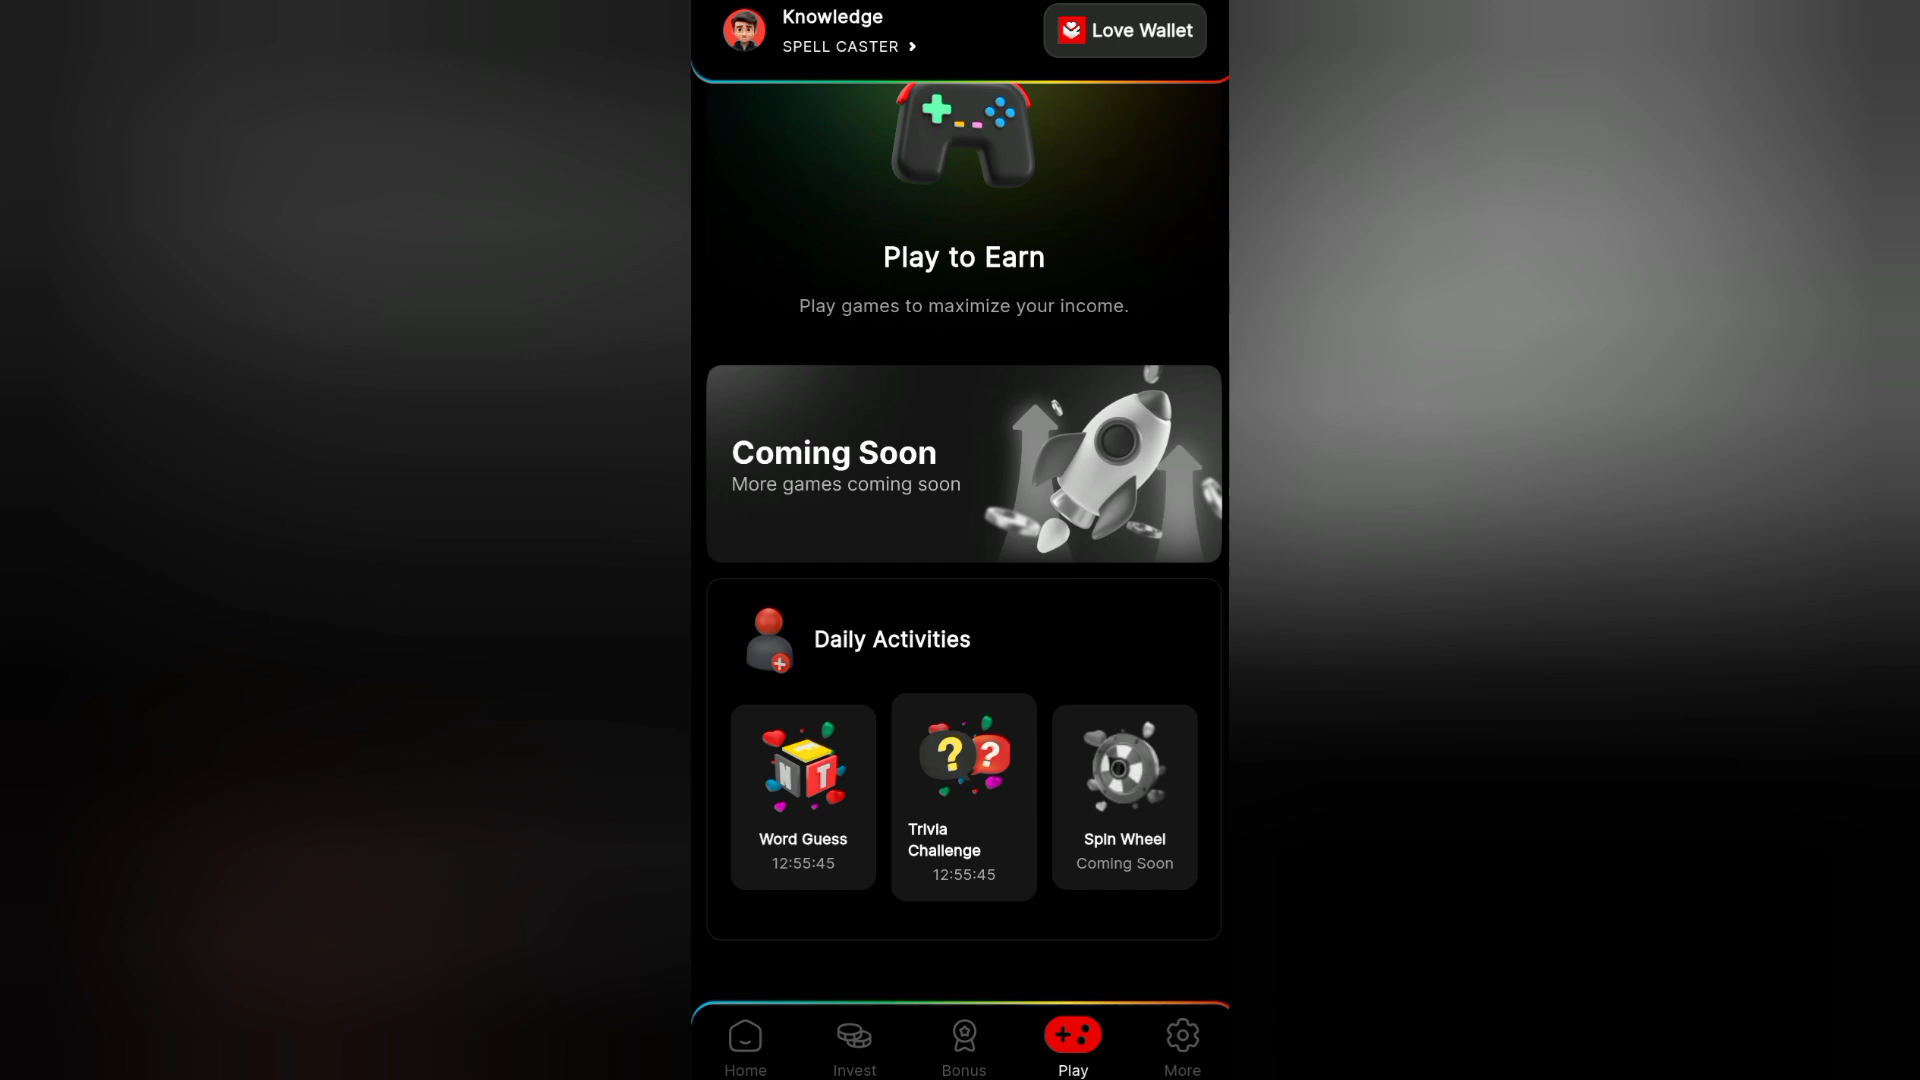 Knowledge
SPELL CASTER
Love Wallet
Play to Earn
Play games to maximize your income.
Coming Soon
More games coming soon
Daily Activities
N T
? ?
Word Guess
12:55:45
Trivia
Challenge
12:55:45
Spin Wheel
Coming Soon
Home
Invest
Bonus
Play
More